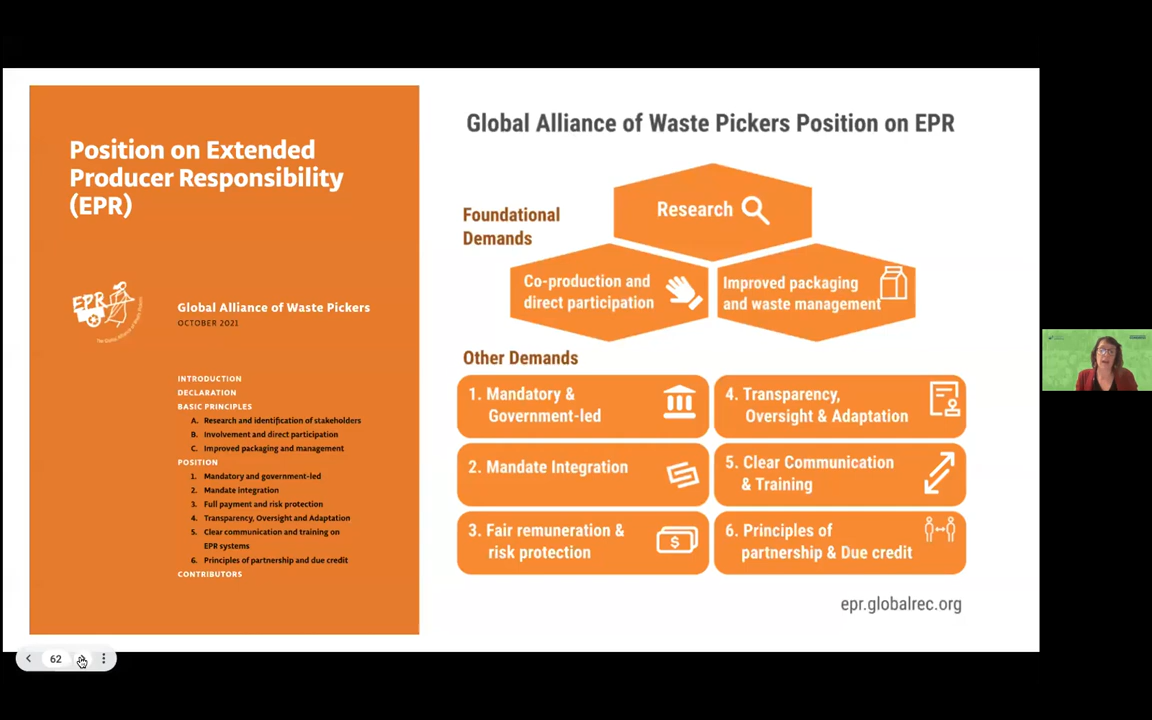 Position on Extended
Producer Responsibility
(EPR)
EPR
Global Alliance of Waste Pickers
OCTOBER 2021
INTRODUCTION
DECLARATION
BASIC PRINCIPLES
A. Research and identification of stakeholders
B. Involvement and direct participation
C. Improved packaging and management
POSITION
1. Mandatory and government-led
2. Mandate integration
3. Full payment and risk protection
4. Transparency, Oversight and Adaptation
5. Clear communication and training on
EPR systems
6. Principles of partnership and due credit
CONTRIBUTORS
Global Alliance of Waste Pickers Position on EPR
Foundational
Demands
Research
Co-production and
direct participation
Improved packaging
and waste management
Other Demands
1. Mandatory &
Government-led
2. Mandate Integration
3. Fair remuneration &
risk protection
$
4. Transparency,
Oversight & Adaptation
5. Clear Communication
& Training
6. Principles of
partnership & Due credit
epr.globalrec.org
62